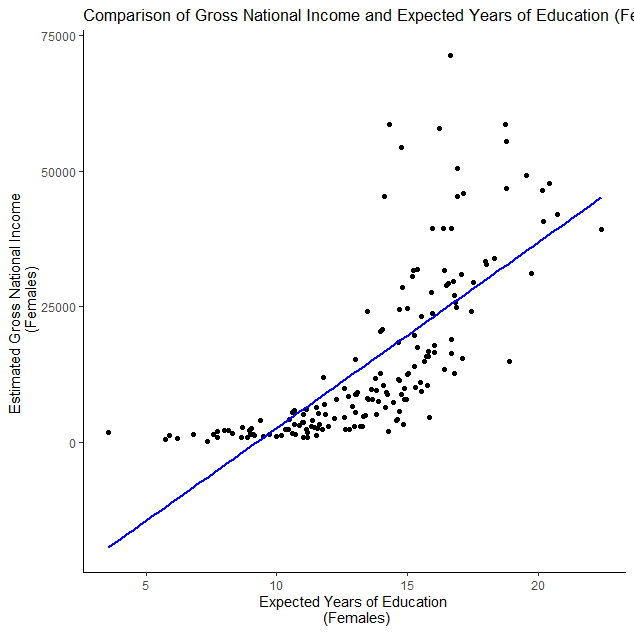 Comparison of Gross National Income and Expected Years of Education (Fe
75000
50000
25000
0
Estimated Gross National Income
(Females)
5 10 15 20
Expected Years of Education
(Females)